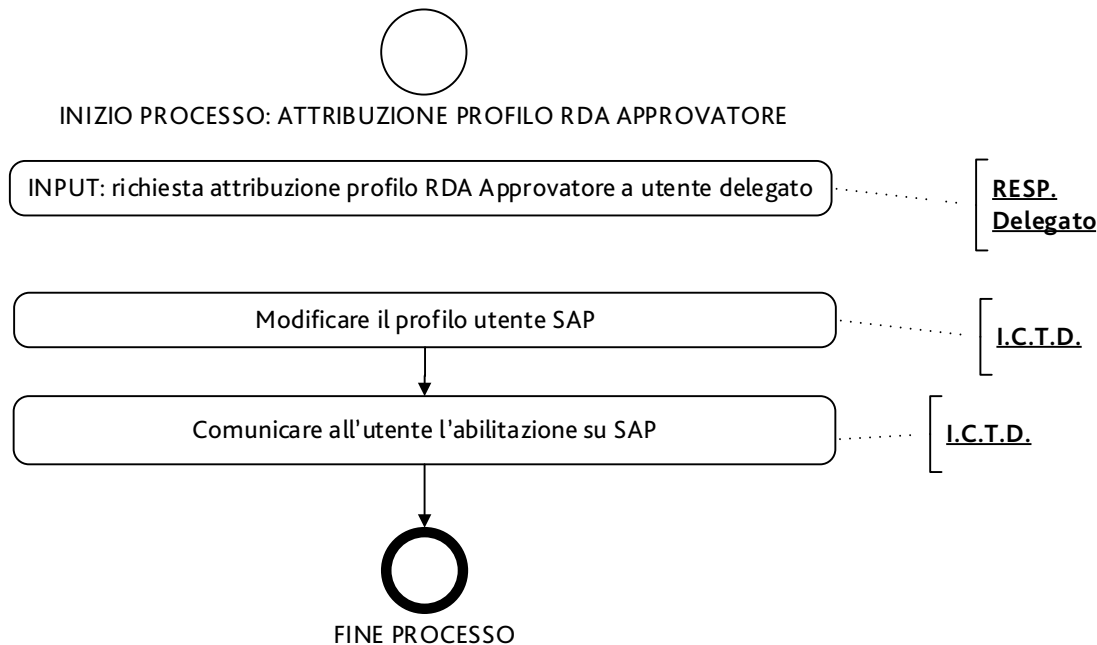 INIZIO PROCESSO: ATTRIBUZIONE PROFILO RDA APPROVATORE
INPUT: richiesta attribuzione profilo RDA Approvatore a utente delegato
RESP.
Delegato
Modificare il profilo utente SAP
I.C.T.D.
Comunicare all'utente l'abilitazione su SAP
I.C.T.D.
FINE PROCESSO